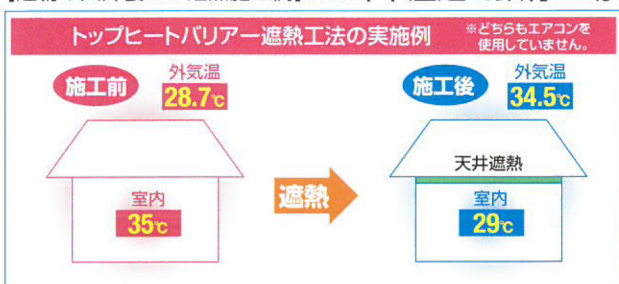 トップヒートバリアー遮熱工法の実施例
※どちらもエアコンを
使用していません。
施工前
外気温
28.7℃
施工後
外気温
34.5℃
天井遮熱
室内
35℃
遮熱
室内
29℃